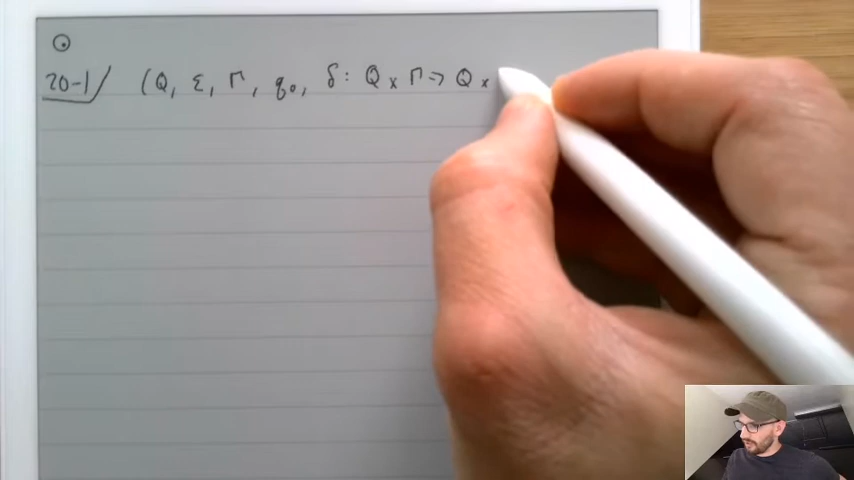 20-1/ (Q, Σ, Γ, q₀, δ: Q × Γ → Q ×